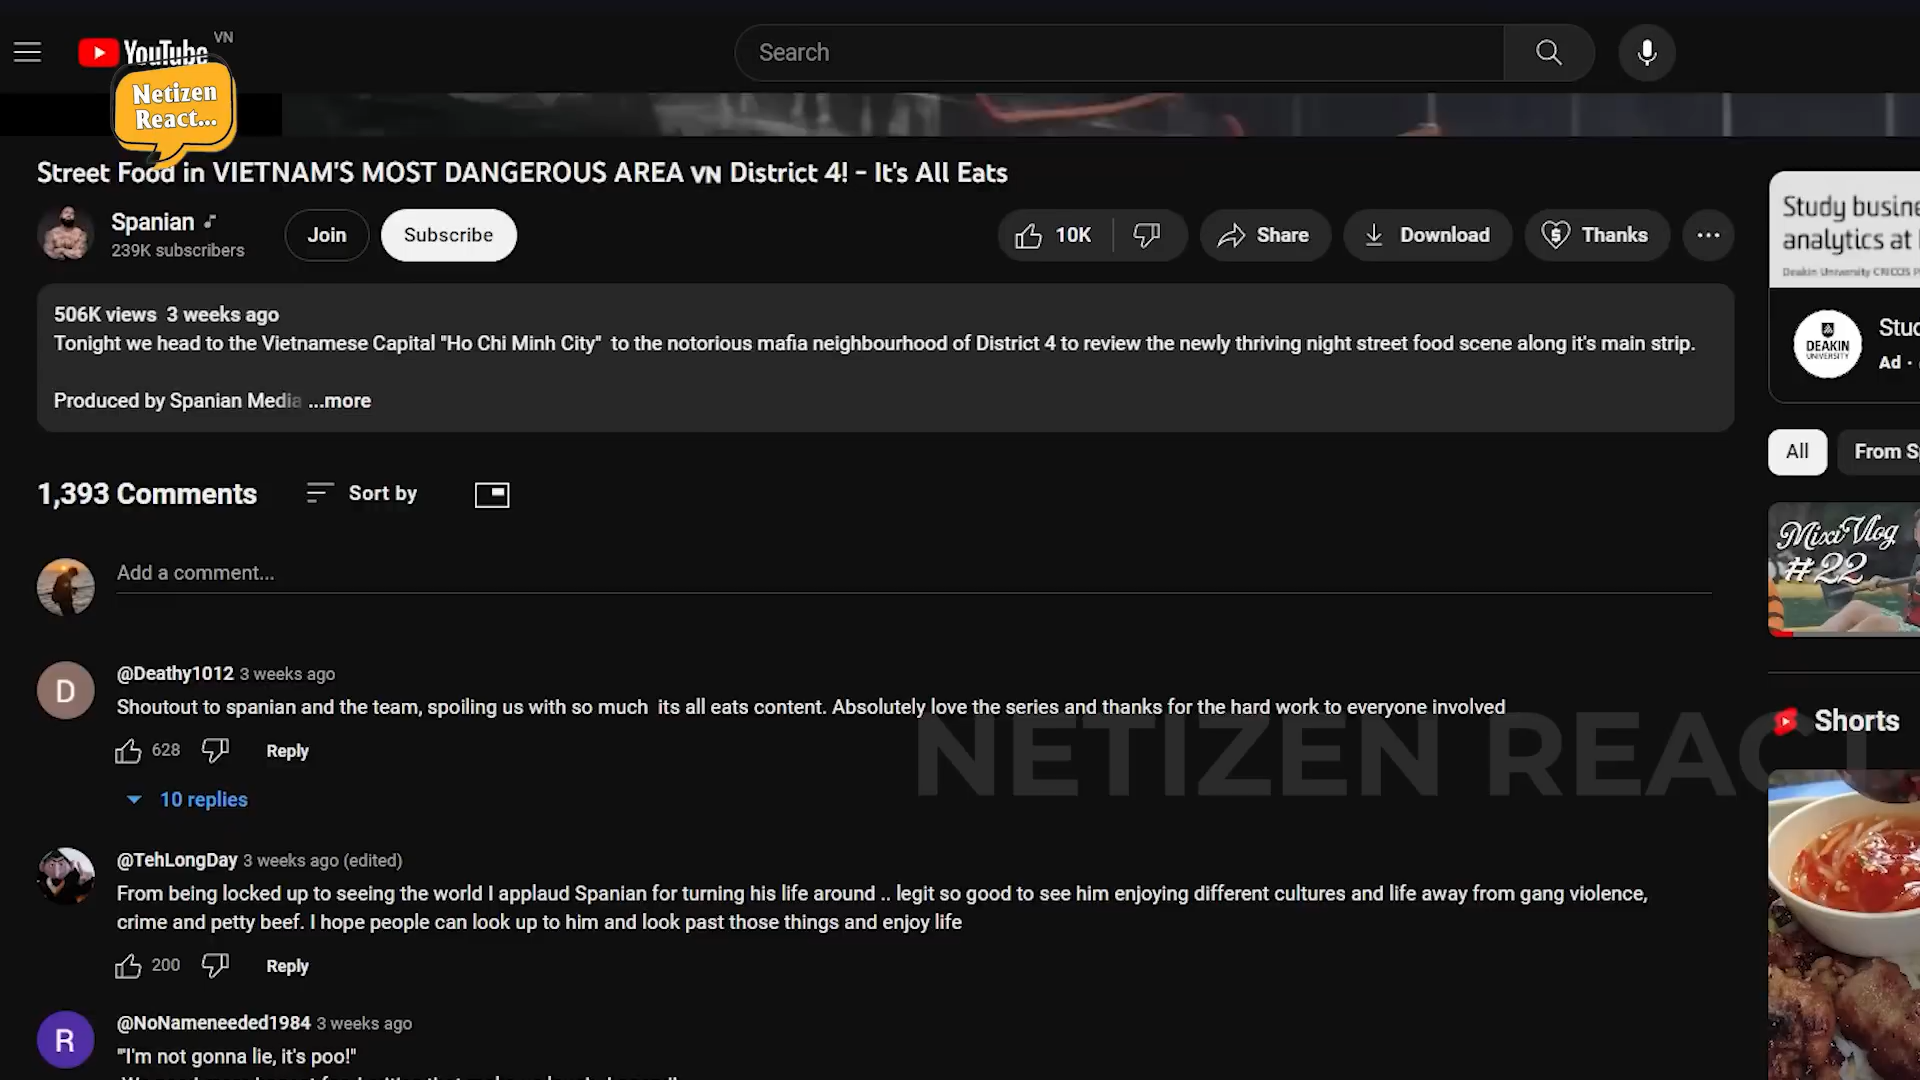 YouTube VN
Search
Netizen
React...
Street Food in VIETNAM'S MOST DANGEROUS AREA VN District 4! - It's All Eats
Spanian
239K subscribers
Join
Subscribe
10K
Share
Download
Thanks
506K views 3 weeks ago
Tonight we head to the Vietnamese Capital "Ho Chi Minh City" to the notorious mafia neighbourhood of District 4 to review the newly thriving night street food scene along it's main strip.
Produced by Spanian Media ...more
1,393 Comments
Sort by
Add a comment...
D
@Deathy1012 3 weeks ago
Shoutout to spanian and the team, spoiling us with so much its all eats content. Absolutely love the series and thanks for the hard work to everyone involved
628
Reply
10 replies
@TehLongDay 3 weeks ago (edited)
From being locked up to seeing the world I applaud Spanian for turning his life around .. legit so good to see him enjoying different cultures and life away from gang violence,
crime and petty beef. I hope people can look up to him and look past those things and enjoy life
200
Reply
R
@NoNameneeded1984 3 weeks ago
"'I'm not gonna lie, it's poo!"
NETIZEN REACT
Study
analytics at
Deakin University CRICOS
DEAKIN
UNIVERSITY
Ad ·
All
From
Mixi Vlog
#22
Shorts